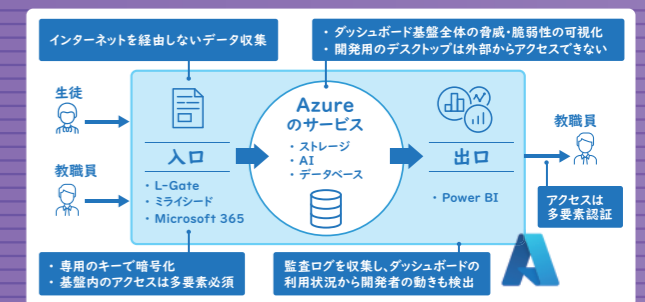 インターネットを経由しないデータ収集
・ダッシュボード基盤全体の脅威・脆弱性の可視化
・開発用のデスクトップは外部からアクセスできない
生徒
教職員
入口
・L-Gate
・ミライシード
・Microsoft 365
Azure
のサービス
・ストレージ
・AI
・データベース
出口
・Power BI
教職員
アクセスは
多要素認証
・専用のキーで暗号化
・基盤内のアクセスは多要素必須
監査ログを収集し、ダッシュボードの
利用状況から開発者の動きも検出